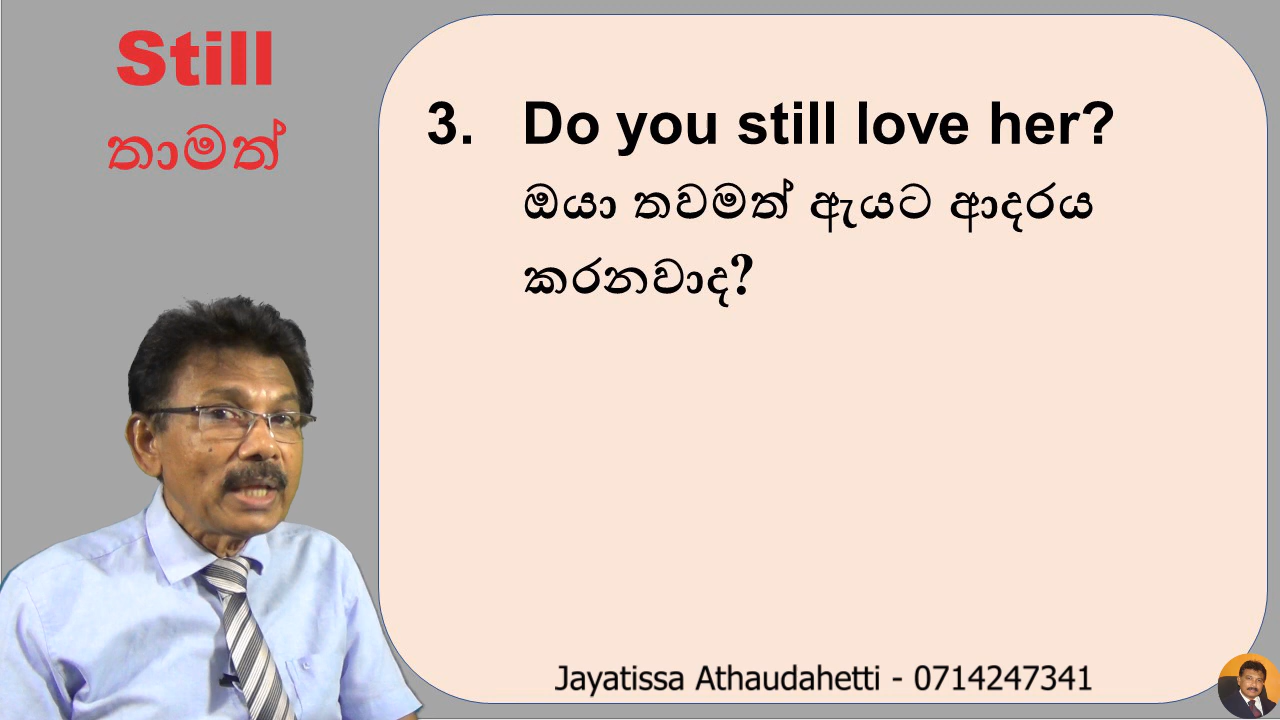 Still
තාමත්
3. Do you still love her?
ඔයා තවමත් ඇයට ආදරය
කරනවාද?
Jayatissa Athaudahetti - 0714247341